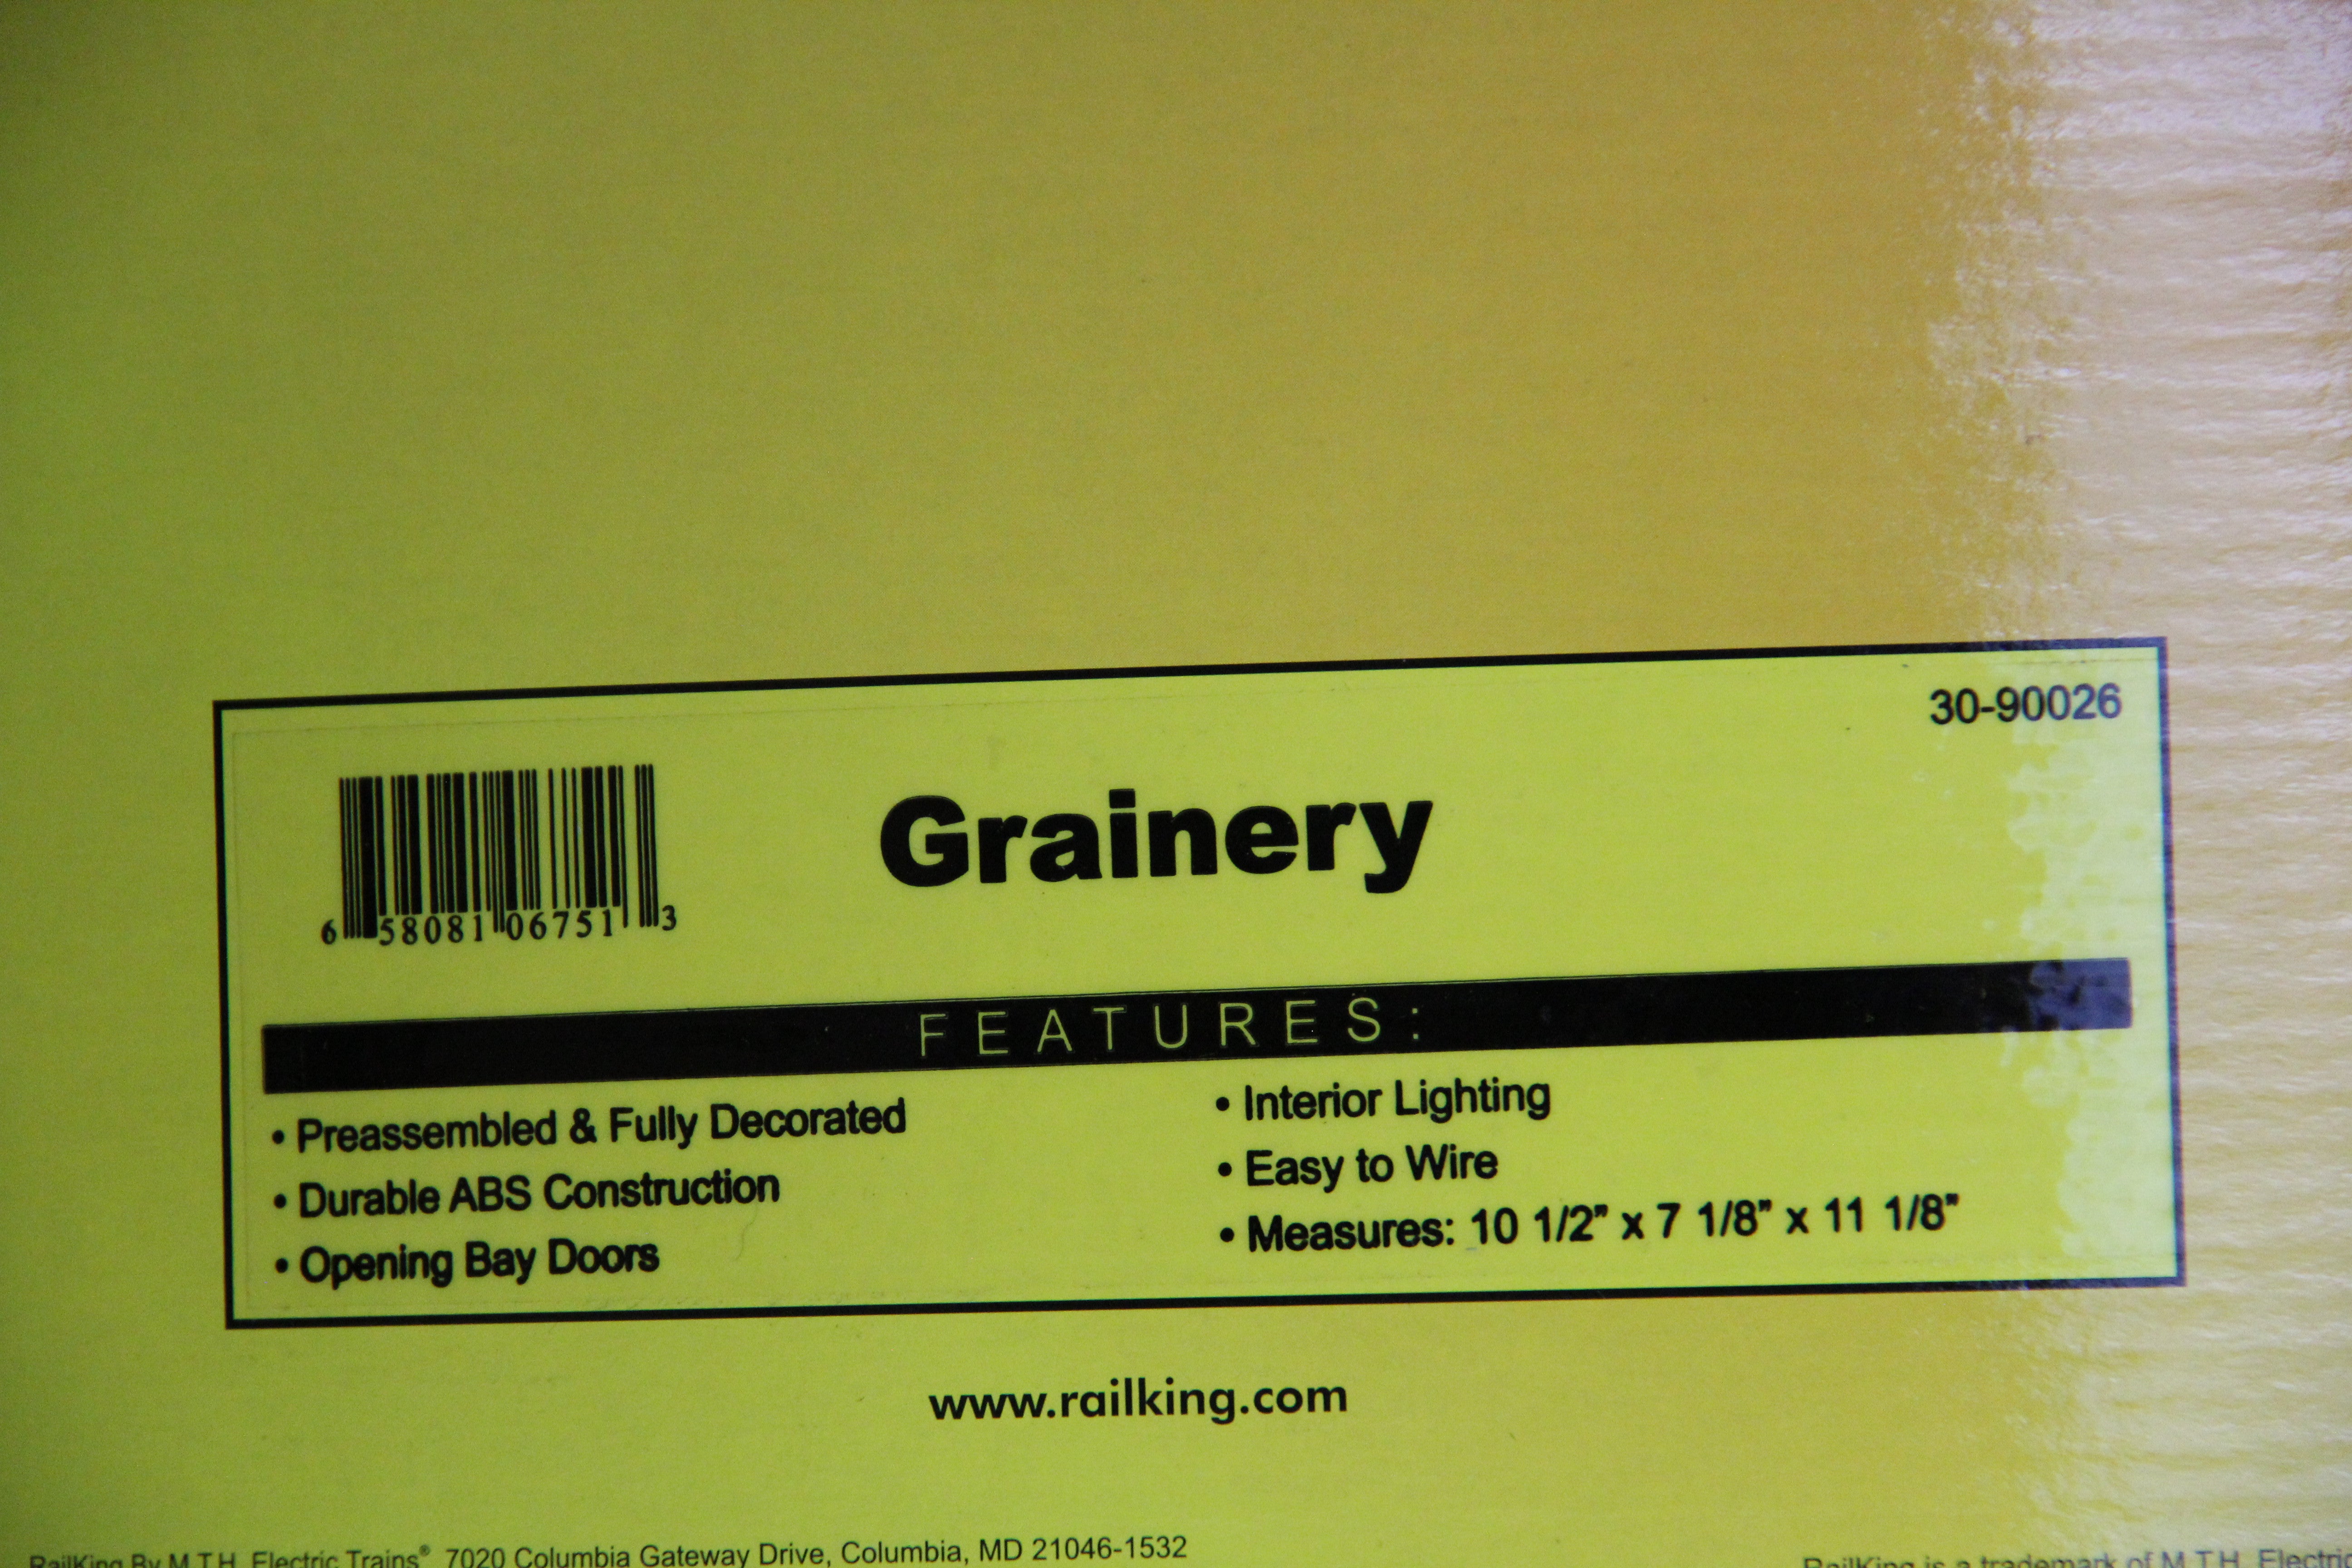 30-90026
Grainery
6 58081 06751 3
FEATURES:
• Preassembled & Fully Decorated
• Durable ABS Construction
• Opening Bay Doors
• Interior Lighting
• Easy to Wire
• Measures: 10 1/2” x 7 1/8” x 11 1/8”
www.railking.com
RailKing By M.T.H. Electric Trains® 7020 Columbia Gateway Drive, Columbia, MD 21046-1532
RailKing is a trademark of M.T.H. Electric